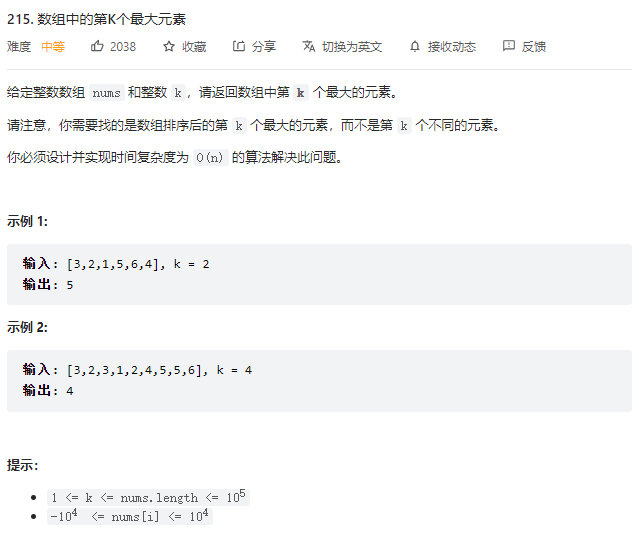 215. 数组中的第K个最大元素
难度 中等 2038 收藏 分享 切换为英文 接收动态 反馈
给定整数数组 nums 和整数 k，请返回数组中第 k 个最大的元素。
请注意，你需要找的是数组排序后的第 k 个最大的元素，而不是第 k 个不同的元素。
你必须设计并实现时间复杂度为 O(n) 的算法解决此问题。
示例 1:
输入: [3,2,1,5,6,4], k = 2
输出: 5
示例 2:
输入: [3,2,3,1,2,4,5,5,6], k = 4
输出: 4
提示：
• 1 <= k <= nums.length <= 10⁵
• -10⁴ <= nums[i] <= 10⁴